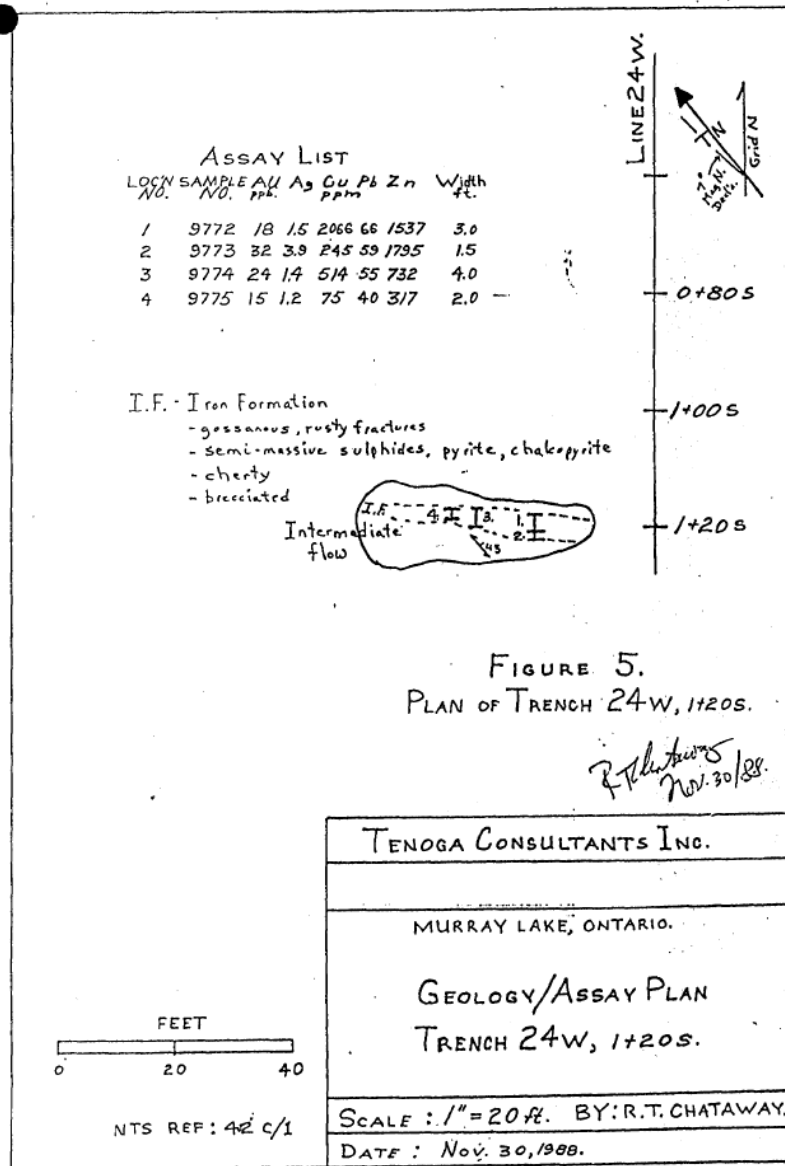 LINE 24W.
N
Grid N
7°
Mag. N.
Decl'n.
ASSAY LIST
LOC'N NO. SAMPLE NO. Au ppb. Ag Cu ppm Pb Zn Width ft.
1 9772 18 1.5 2066 66 1537 3.0
2 9773 32 3.9 245 59 1795 1.5
3 9774 24 1.4 514 55 732 4.0
4 9775 15 1.2 75 40 317 2.0
0+80S
1+00S
1+20S
I.F. - Iron Formation
- gossanous, rusty fractures
- semi-massive sulphides, pyrite, chalcopyrite
- cherty
- brecciated
I.F. 4. 3. 1.
2.
45
Intermediate
flow
FIGURE 5.
PLAN OF TRENCH 24W, 1+20S.
Nov. 30/88.
TENOGA CONSULTANTS INC.
MURRAY LAKE, ONTARIO.
GEOLOGY/ASSAY PLAN
TRENCH 24W, 1+20S.
FEET
0 20 40
NTS REF: 42 C/1
SCALE: 1"=20 ft. BY: R.T. CHATAWAY.
DATE: Nov. 30, 1988.